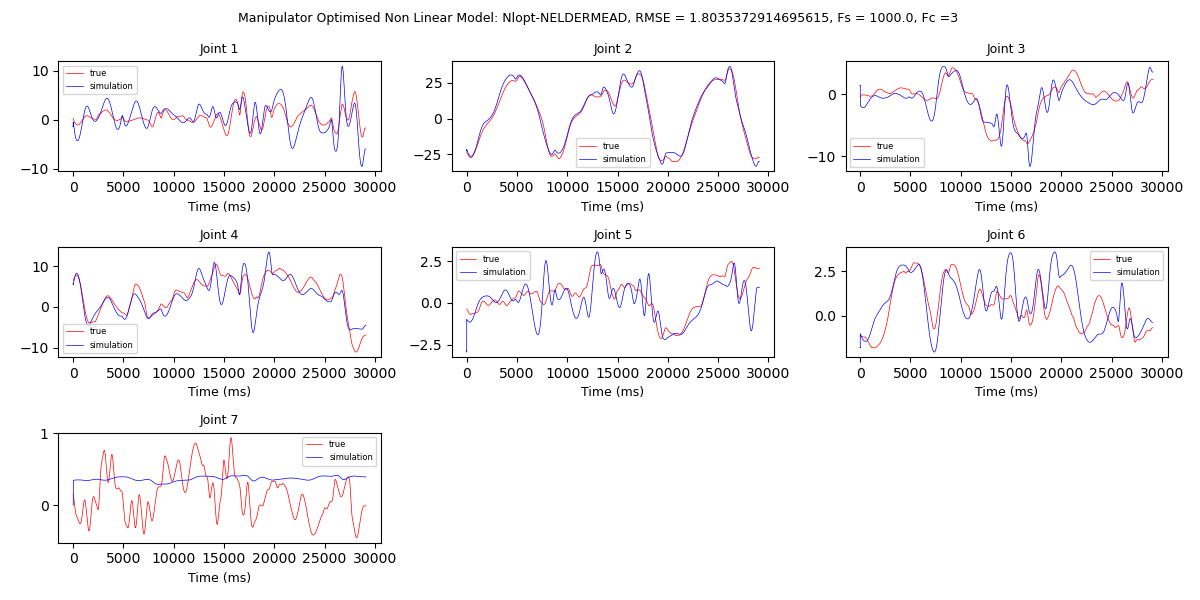 Manipulator Optimised Non Linear Model: Nlopt-NELDERMEAD, RMSE = 1.8035372914695615, Fs = 1000.0, Fc =3
Joint 1
Joint 2
Joint 3
10
0
−10
true
simulation
0 5000 10000 15000 20000 25000 30000
Time (ms)
25
0
−25
true
simulation
0 5000 10000 15000 20000 25000 30000
Time (ms)
0
−10
true
simulation
0 5000 10000 15000 20000 25000 30000
Time (ms)
Joint 4
Joint 5
Joint 6
10
0
−10
true
simulation
0 5000 10000 15000 20000 25000 30000
Time (ms)
2.5
0.0
−2.5
true
simulation
0 5000 10000 15000 20000 25000 30000
Time (ms)
2.5
0.0
true
simulation
0 5000 10000 15000 20000 25000 30000
Time (ms)
Joint 7
1
0
true
simulation
0 5000 10000 15000 20000 25000 30000
Time (ms)